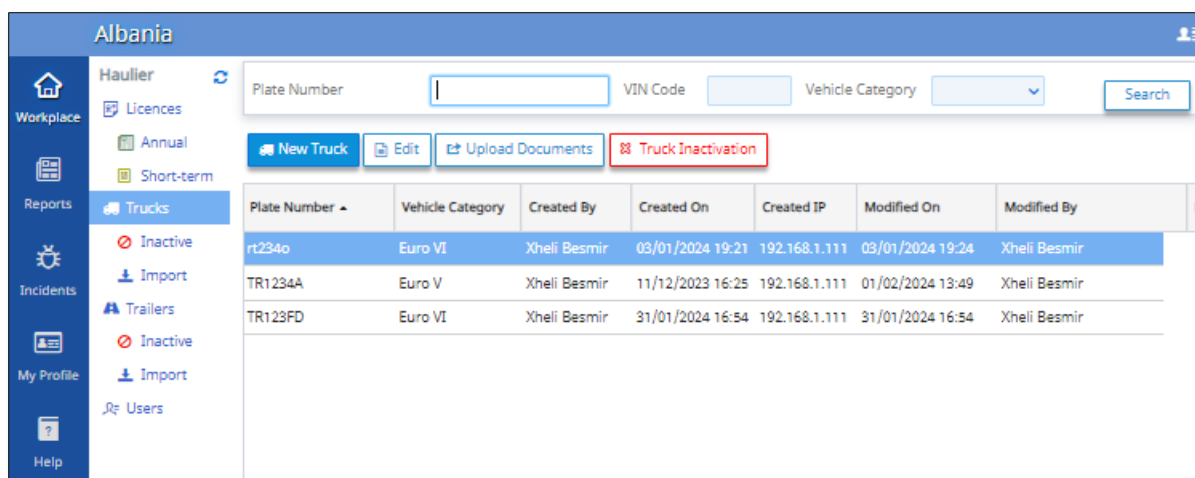 Albania
Workplace
Reports
Incidents
My Profile
Help
Haulier
Licences
Annual
Short-term
Trucks
Inactive
Import
Trailers
Inactive
Import
Users
Plate Number VIN Code Vehicle Category Search
New Truck Edit Upload Documents Truck Inactivation
Plate Number Vehicle Category Created By Created On Created IP Modified On Modified By
rt234o Euro VI Xheli Besmir 03/01/2024 19:21 192.168.1.111 03/01/2024 19:24 Xheli Besmir
TR1234A Euro V Xheli Besmir 11/12/2023 16:25 192.168.1.111 01/02/2024 13:49 Xheli Besmir
TR123FD Euro VI Xheli Besmir 31/01/2024 16:54 192.168.1.111 31/01/2024 16:54 Xheli Besmir